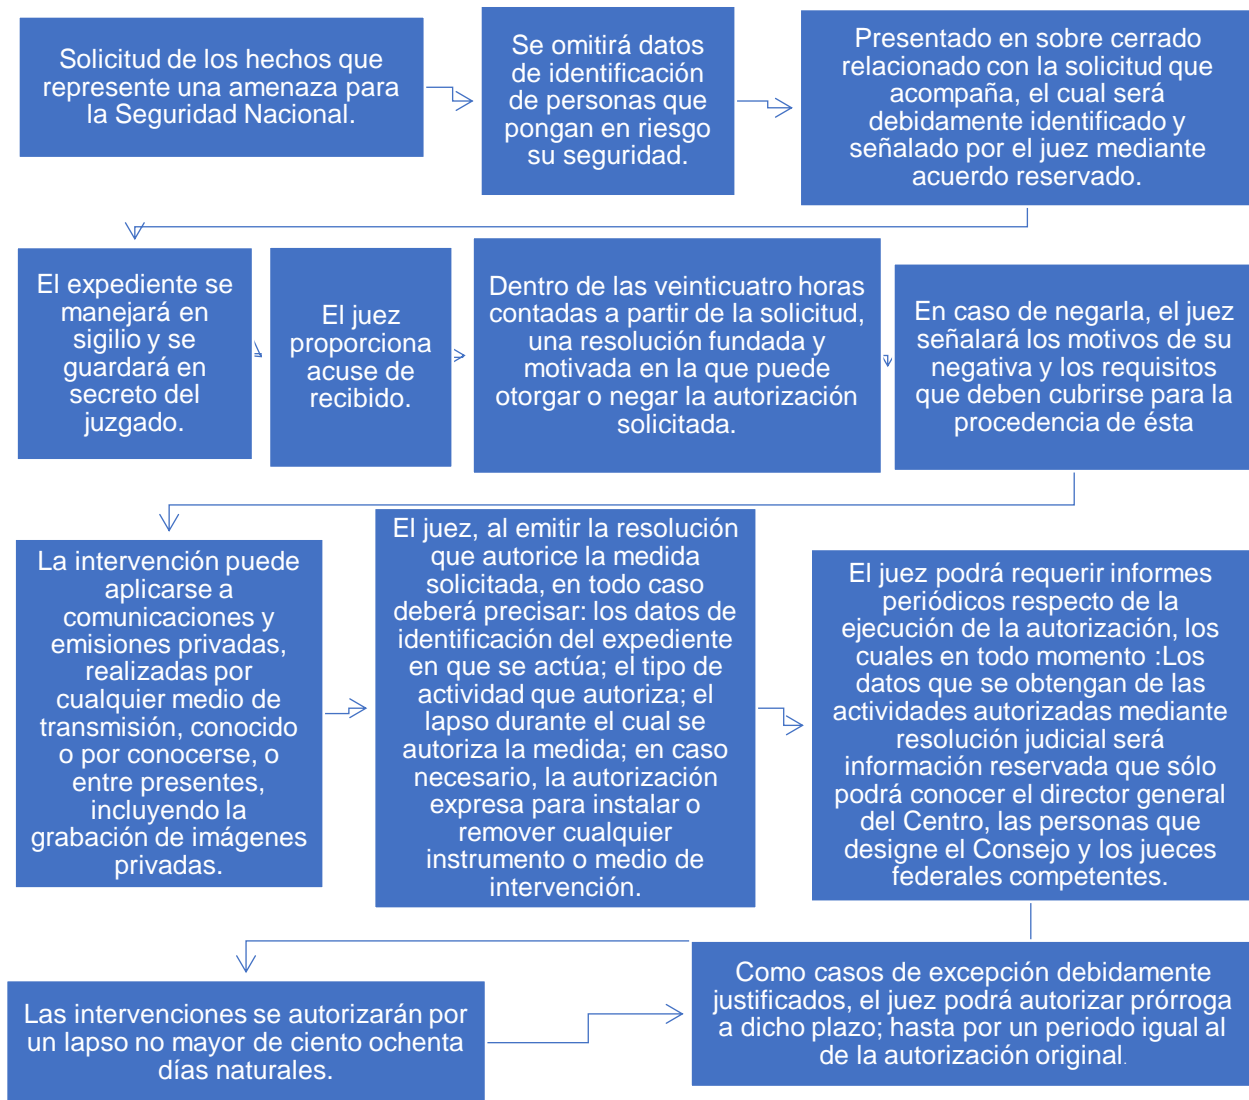 Solicitud de los hechos que
represente una amenaza para
la Seguridad Nacional.
Se omitirá datos
de identificación
de personas que
pongan en riesgo
su seguridad.
Presentado en sobre cerrado
relacionado con la solicitud que
acompaña, el cual será
debidamente identificado y
señalado por el juez mediante
acuerdo reservado.
El expediente se
manejará en
sigilio y se
guardará en
secreto del
juzgado.
El juez
proporciona
acuse de
recibido.
Dentro de las veinticuatro horas
contadas a partir de la solicitud,
una resolución fundada y
motivada en la que puede
otorgar o negar la autorización
solicitada.
En caso de negarla, el juez
señalará los motivos de su
negativa y los requisitos
que deben cubrirse para la
procedencia de ésta
La intervención puede
aplicarse a
comunicaciones y
emisiones privadas,
realizadas por
cualquier medio de
transmisión, conocido
o por conocerse, o
entre presentes,
incluyendo la
grabación de imágenes
privadas.
El juez, al emitir la resolución
que autorice la medida
solicitada, en todo caso
deberá precisar: los datos de
identificación del expediente
en que se actúa; el tipo de
actividad que autoriza; el
lapso durante el cual se
autoriza la medida; en caso
necesario, la autorización
expresa para instalar o
remover cualquier
instrumento o medio de
intervención.
El juez podrá requerir informes
periódicos respecto de la
ejecución de la autorización, los
cuales en todo momento :Los
datos que se obtengan de las
actividades autorizadas mediante
resolución judicial será
información reservada que sólo
podrá conocer el director general
del Centro, las personas que
designe el Consejo y los jueces
federales competentes.
Las intervenciones se autorizarán por
un lapso no mayor de ciento ochenta
días naturales.
Como casos de excepción debidamente
justificados, el juez podrá autorizar prórroga
a dicho plazo; hasta por un periodo igual al
de la autorización original.